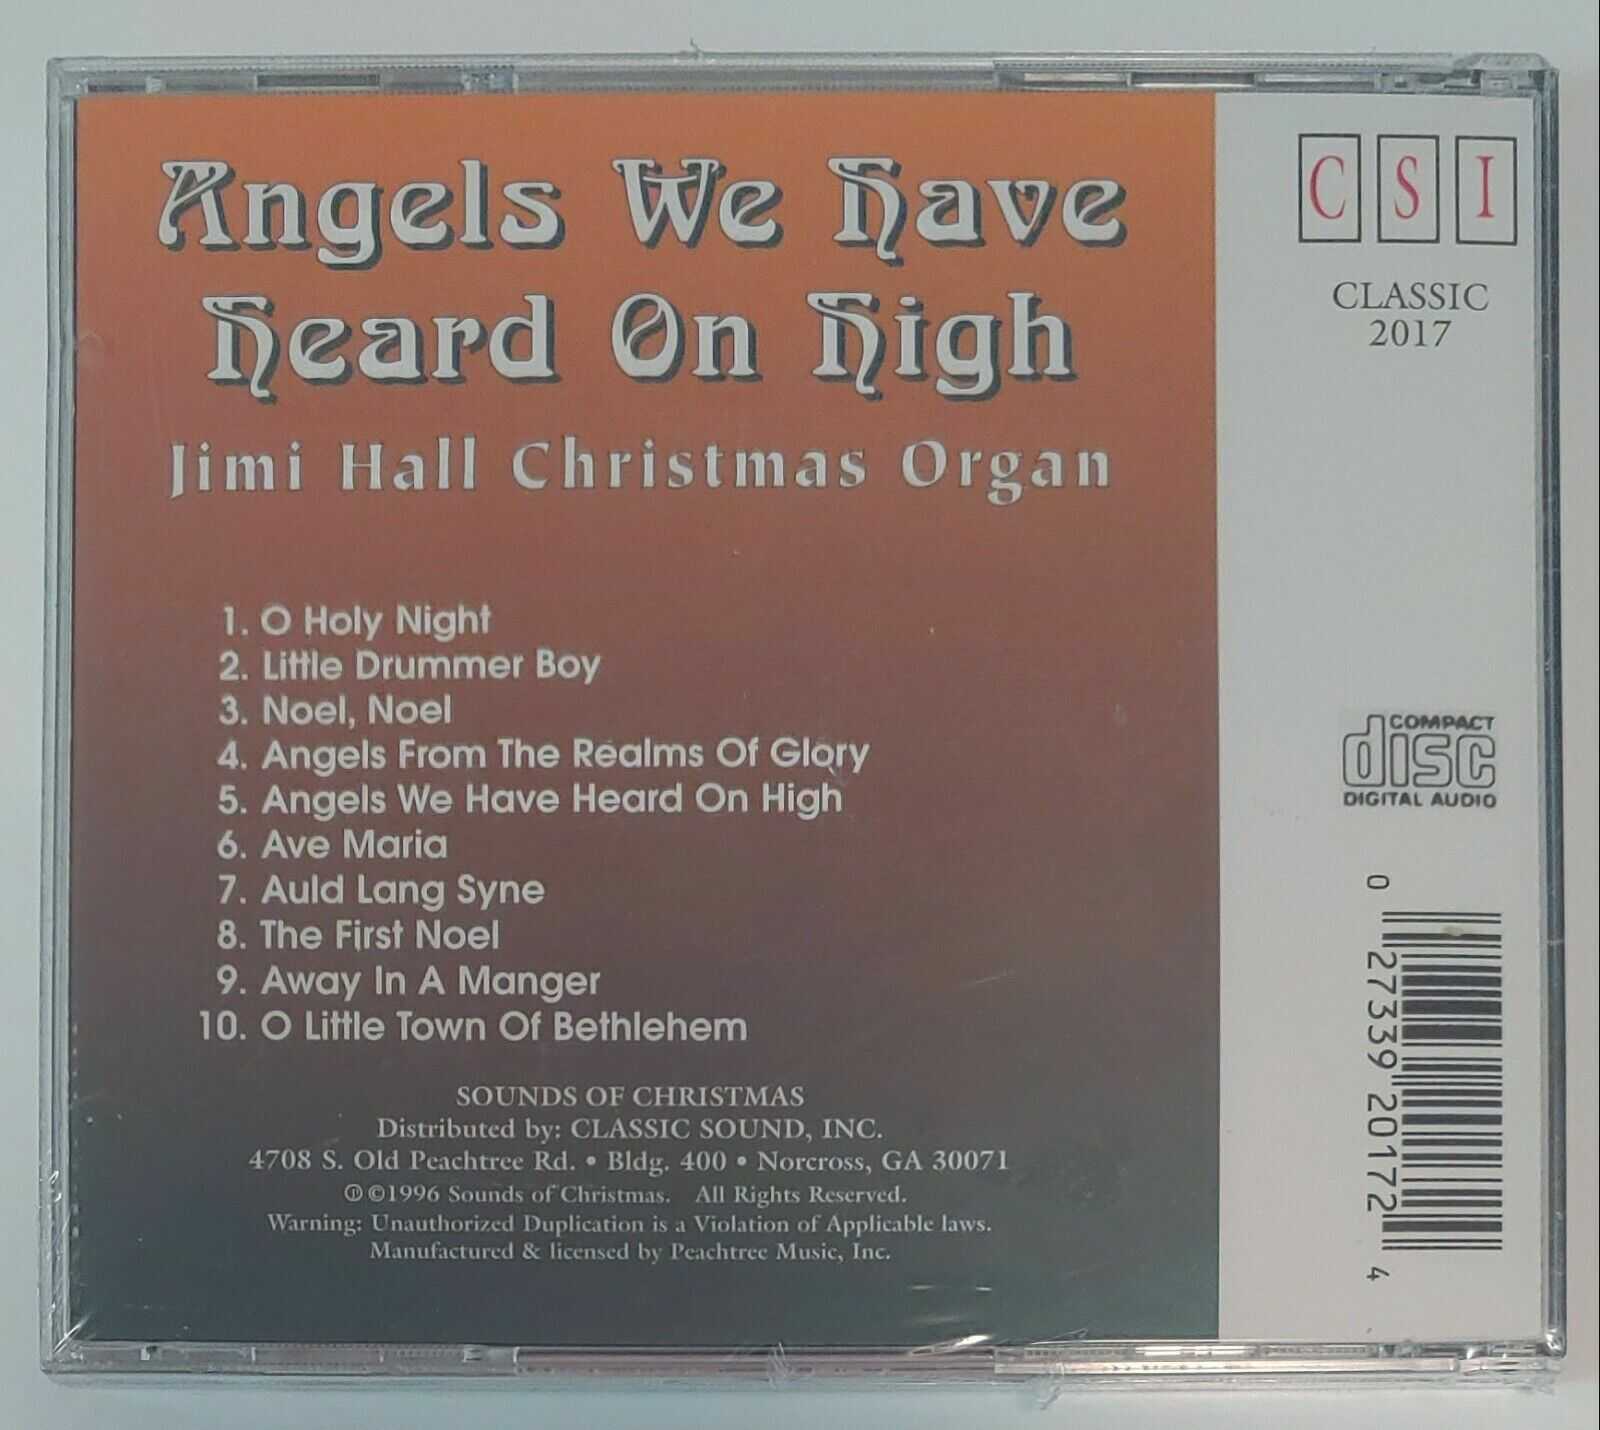 Angels We Have
Heard On High
Jimi Hall Christmas Organ
1. O Holy Night
2. Little Drummer Boy
3. Noel, Noel
4. Angels From The Realms Of Glory
5. Angels We Have Heard On High
6. Ave Maria
7. Auld Lang Syne
8. The First Noel
9. Away In A Manger
10. O Little Town Of Bethlehem
SOUNDS OF CHRISTMAS
Distributed by: CLASSIC SOUND, INC.
4708 S. Old Peachtree Rd. • Bldg. 400 • Norcross, GA 30071
℗©1996 Sounds of Christmas. All Rights Reserved.
Warning: Unauthorized Duplication is a Violation of Applicable laws.
Manufactured & licensed by Peachtree Music, Inc.
CSI
CLASSIC
2017
COMPACT
disc
DIGITAL AUDIO
0 27339 20172 4